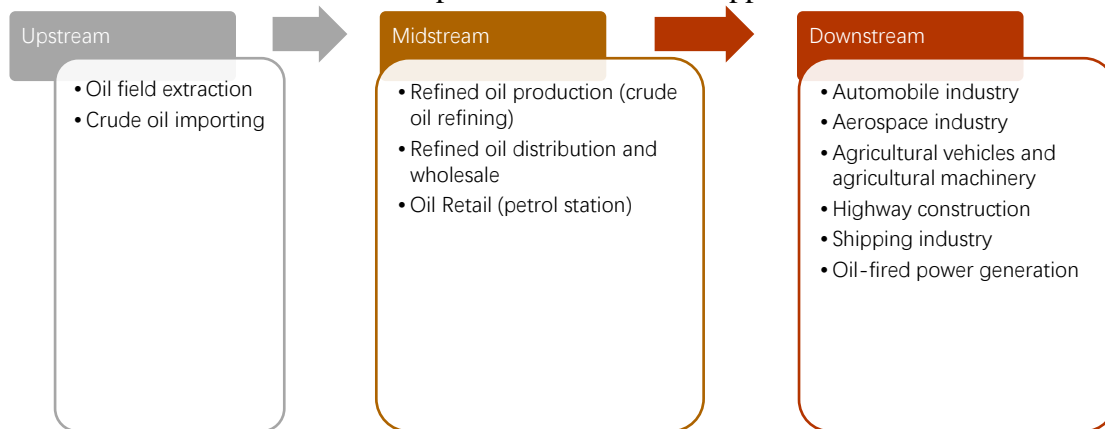 Upstream
• Oil field extraction
• Crude oil importing
Midstream
• Refined oil production (crude
oil refining)
• Refined oil distribution and
wholesale
• Oil Retail (petrol station)
Downstream
• Automobile industry
• Aerospace industry
• Agricultural vehicles and
agricultural machinery
• Highway construction
• Shipping industry
• Oil-fired power generation